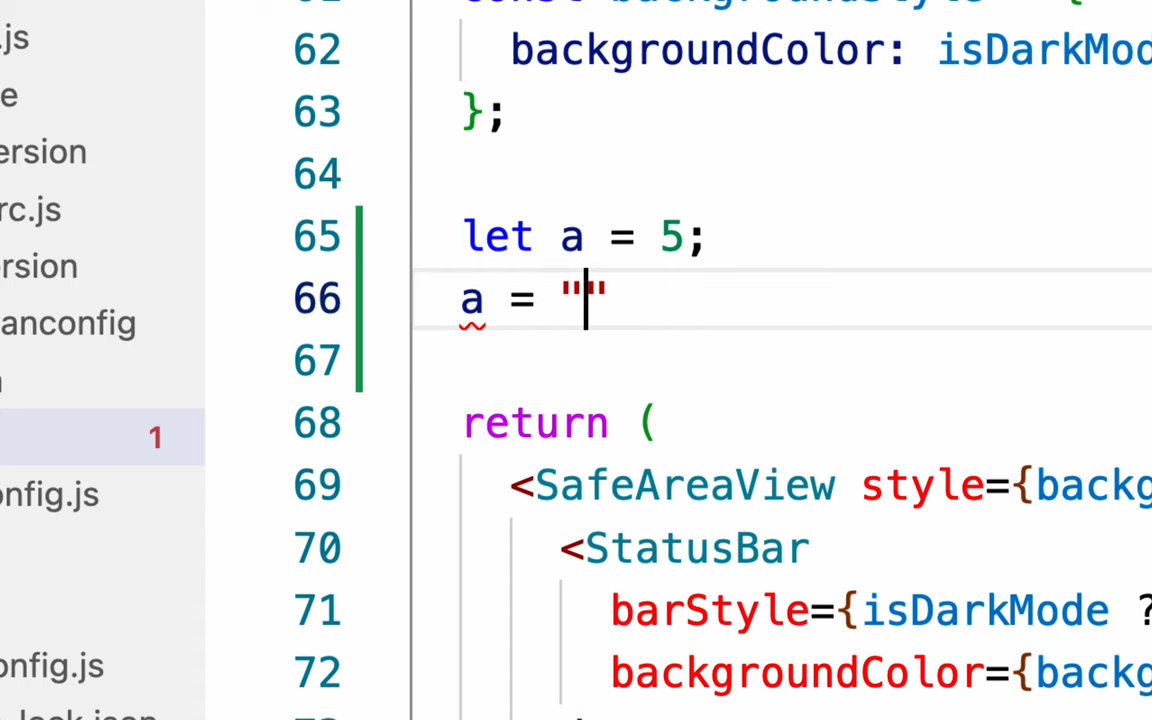 .js
e
ersion
rc.js
rsion
anconfig
1
onfig.js
onfig.js
62 backgroundColor: isDarkMod
63 };
64
65 let a = 5;
66 a = ""
67
68 return (
69 <SafeAreaView style={backg
70 <StatusBar
71 barStyle={isDarkMode ?
72 backgroundColor={backg